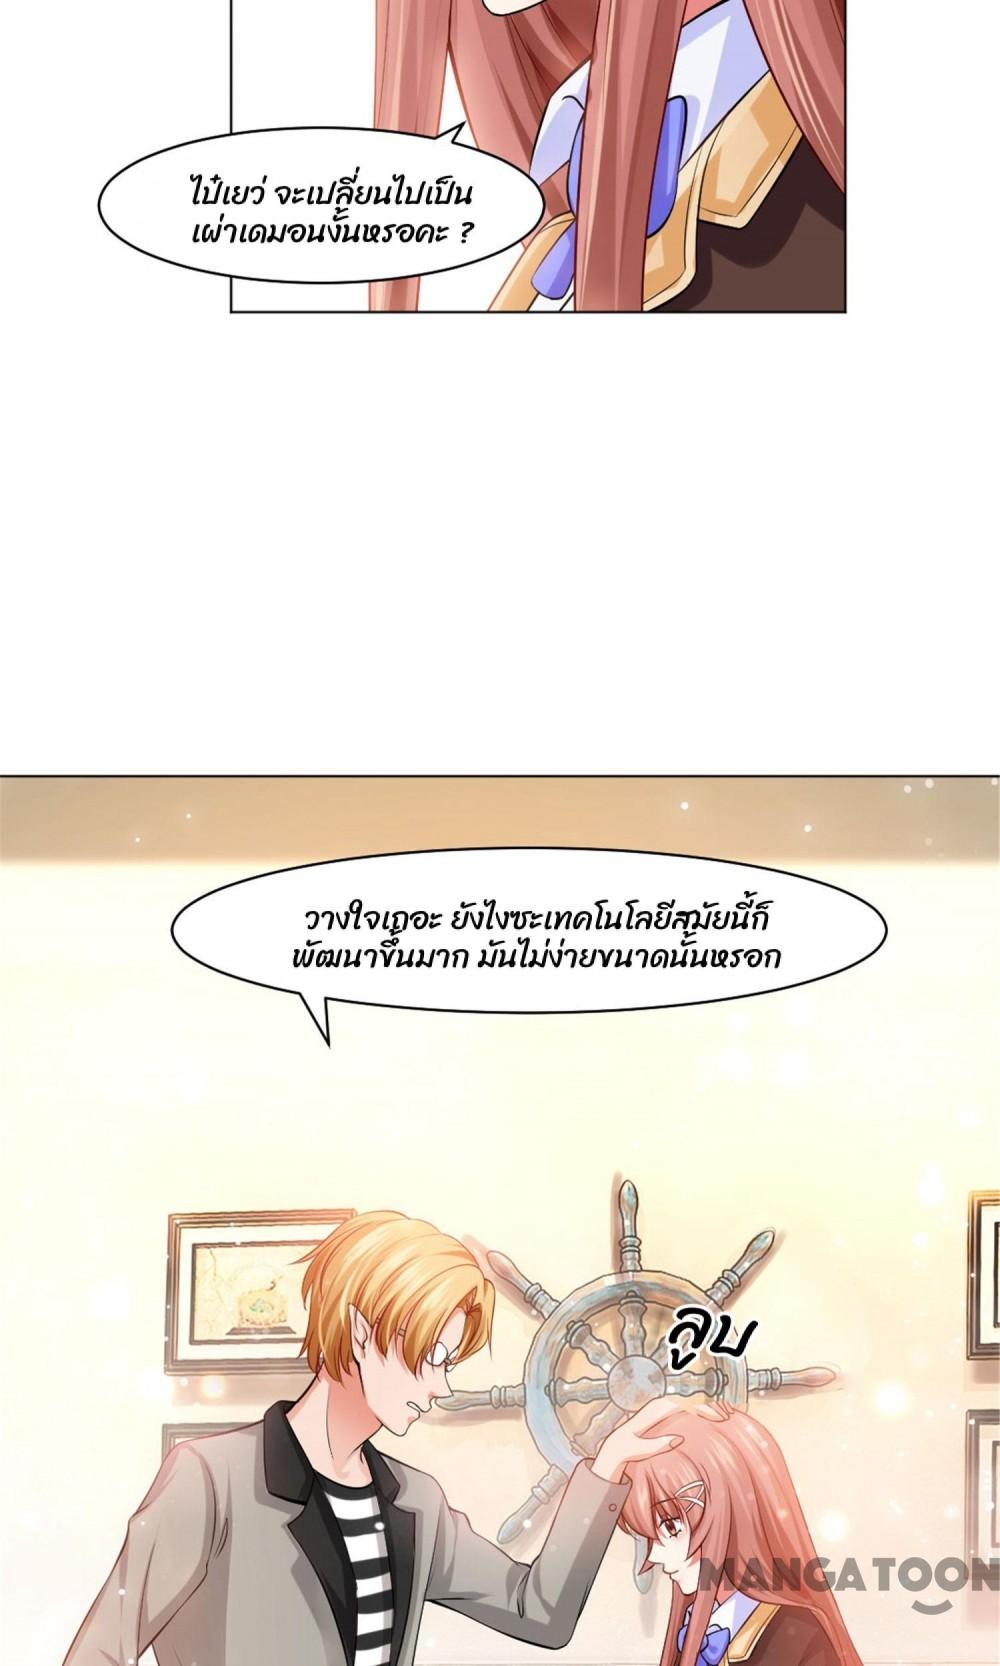 ไป๋เยว่ จะเปลี่ยนไปเป็น
เผ่าเดมอนงั้นหรอคะ ?
วางใจเถอะ ยังไงซะเทคโนโลยีสมัยนี้ก็
พัฒนาขึ้นมาก มันไม่ง่ายขนาดนั้นหรอก
ลูบ
MANGATOON